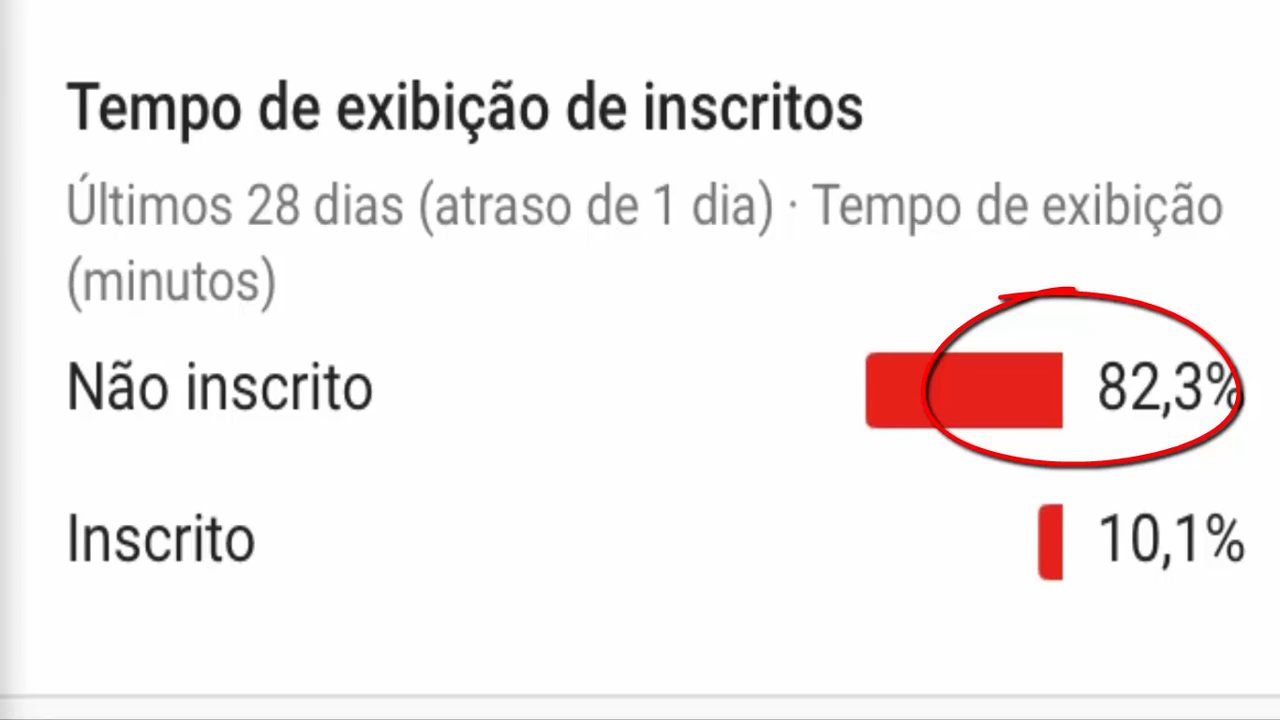 Tempo de exibição de inscritos
Últimos 28 dias (atraso de 1 dia) · Tempo de exibição
(minutos)
Não inscrito 82,3%
Inscrito 10,1%